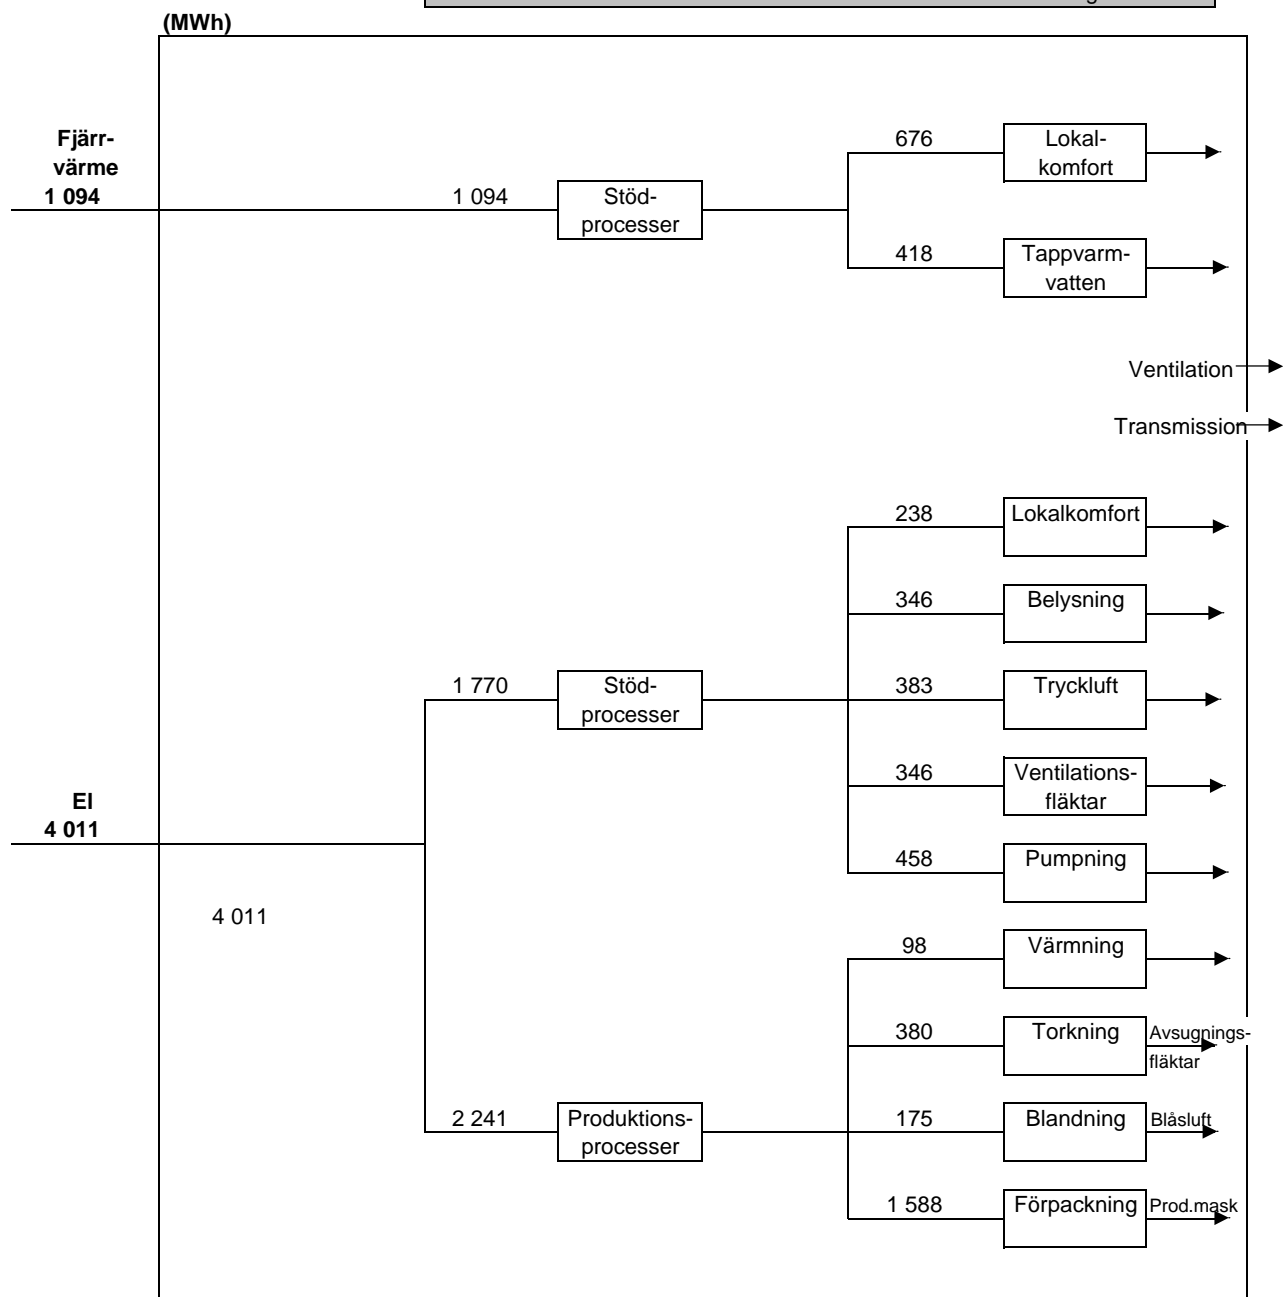 (MWh)
Fjärr-
värme
1 094
1 094
Stöd-
processer
676
Lokal-
komfort
418
Tappvarm-
vatten
Ventilation
Transmission
238
Lokalkomfort
346
Belysning
1 770
Stöd-
processer
383
Tryckluft
346
Ventilations-
fläktar
El
4 011
458
Pumpning
4 011
98
Värmning
380
Torkning
Avsugnings-
fläktar
2 241
Produktions-
processer
175
Blandning
Blåsluft
1 588
Förpackning
Prod.mask